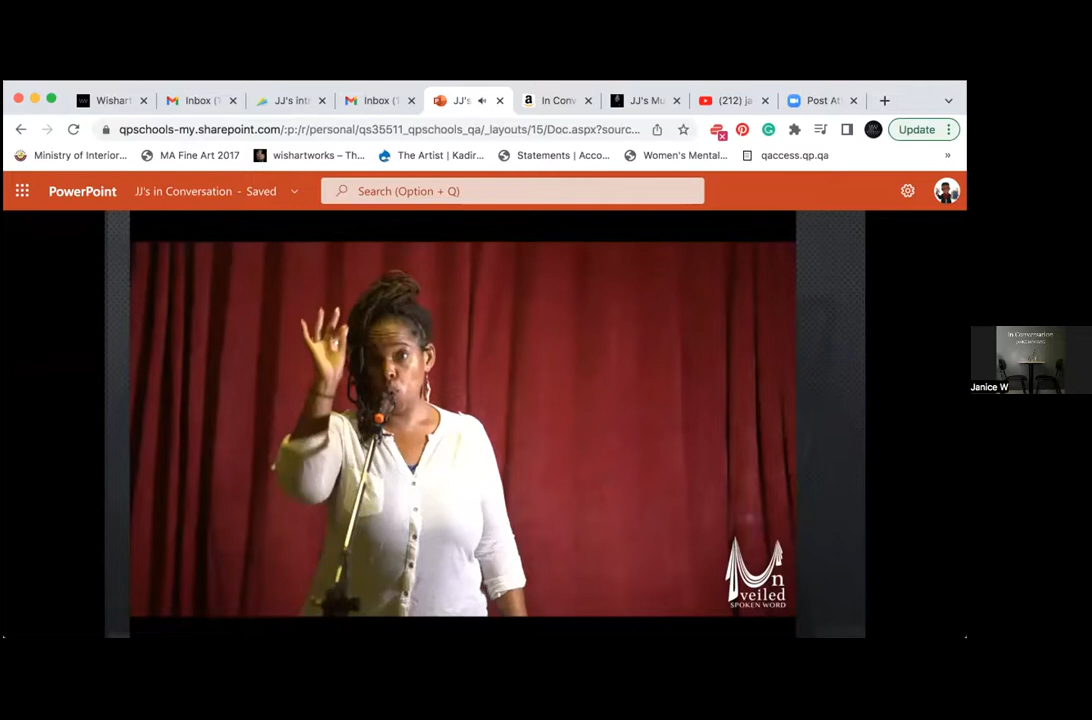 Wishart
Inbox (1
JJ's int
Inbox (1
JJ's
In Conv
JJ's Mu
(212) ja
Post At
qpschools-my.sharepoint.com/:p:/r/personal/qs35511_qpschools_qa/_layouts/15/Doc.aspx?sourc...
Update
Ministry of Interior...
MA Fine Art 2017
wishartworks – Th...
The Artist | Kadir...
Statements | Acco...
Women's Mental...
qaccess.qp.qa
»
PowerPoint
JJ's in Conversation - Saved
Search (Option + Q)
In Conversation
Janice W
Un
veiled
SPOKEN WORD